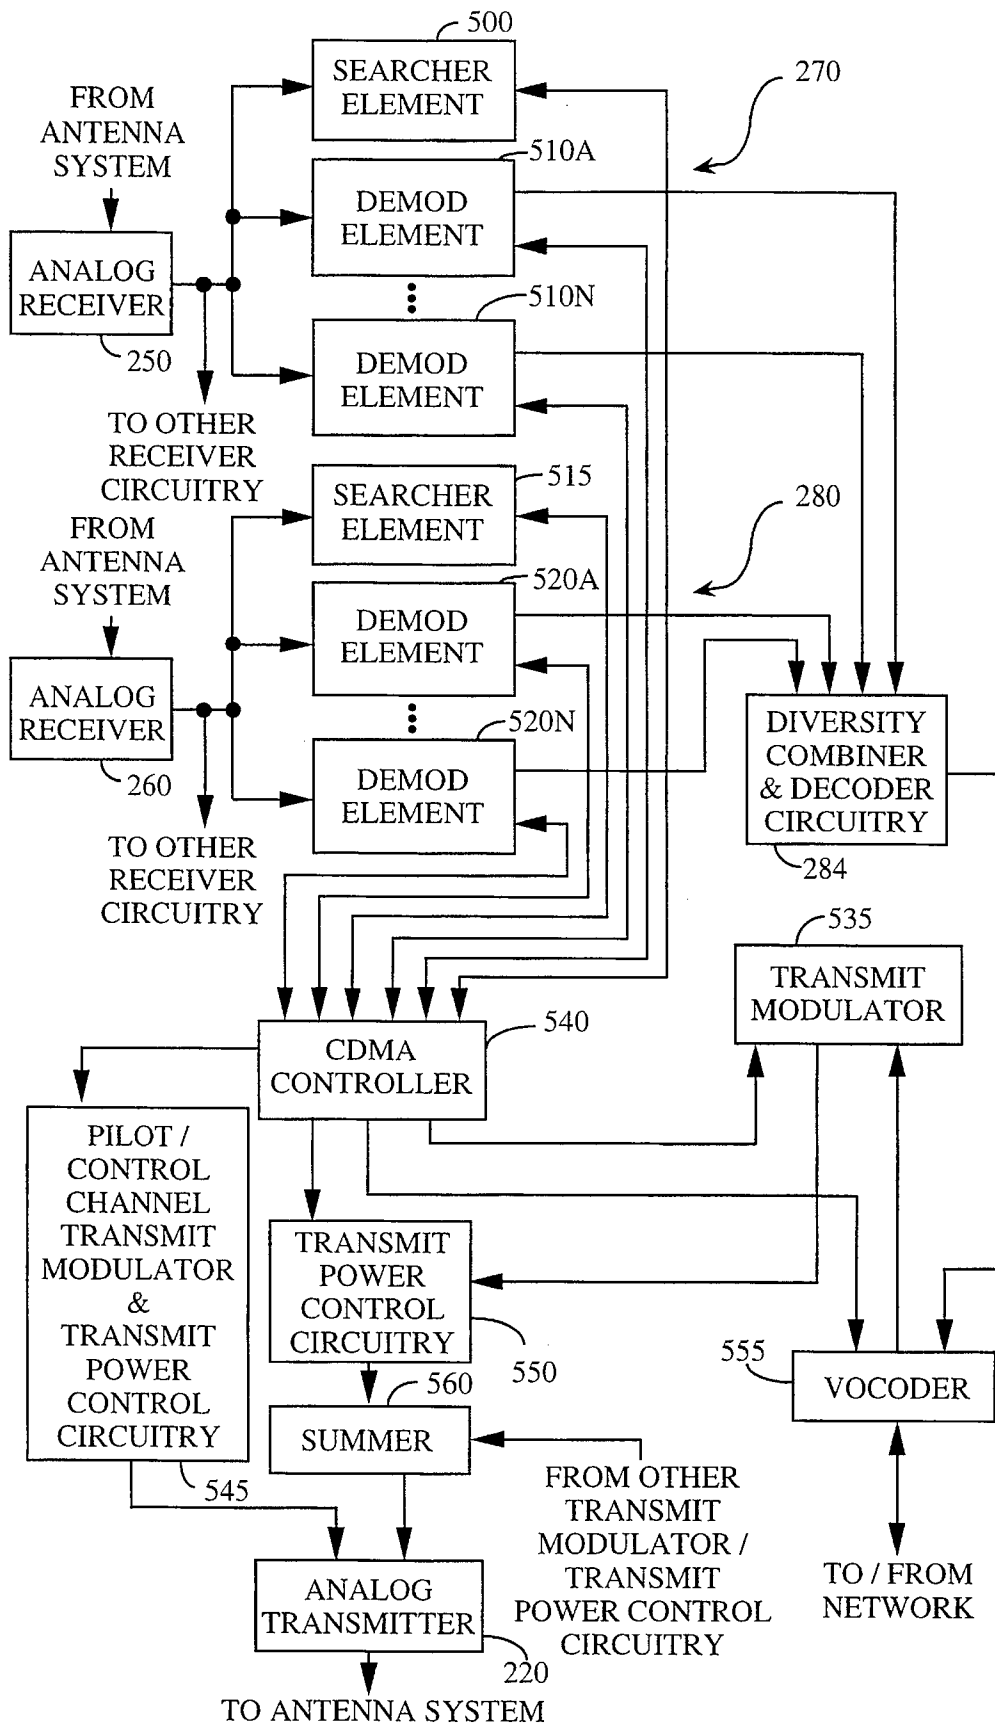 500
SEARCHER
ELEMENT
270
FROM
ANTENNA
SYSTEM
510A
DEMOD
ELEMENT
ANALOG
RECEIVER
250
510N
DEMOD
ELEMENT
TO OTHER
RECEIVER
CIRCUITRY
515
SEARCHER
ELEMENT
280
FROM
ANTENNA
SYSTEM
520A
DEMOD
ELEMENT
ANALOG
RECEIVER
260
520N
DEMOD
ELEMENT
DIVERSITY
COMBINER
& DECODER
CIRCUITRY
284
TO OTHER
RECEIVER
CIRCUITRY
535
TRANSMIT
MODULATOR
540
CDMA
CONTROLLER
PILOT /
CONTROL
CHANNEL
TRANSMIT
MODULATOR
&
TRANSMIT
POWER
CONTROL
CIRCUITRY
545
TRANSMIT
POWER
CONTROL
CIRCUITRY
550
555
VOCODER
560
SUMMER
FROM OTHER
TRANSMIT
MODULATOR /
TRANSMIT
POWER CONTROL
CIRCUITRY
TO / FROM
NETWORK
ANALOG
TRANSMITTER
220
TO ANTENNA SYSTEM